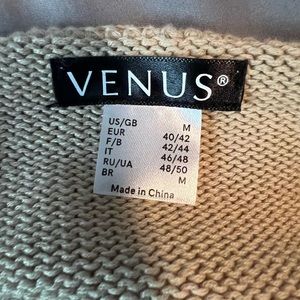 VENUS®
US/GB M
EUR 40/42
F/B 42/44
IT 46/48
RU/UA 48/50
BR M
Made in China